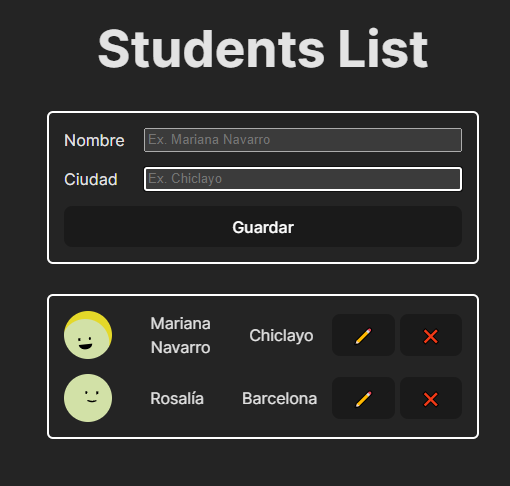 Students List
Nombre Ex. Mariana Navarro
Ciudad Ex. Chiclayo
Guardar
Mariana
Navarro
Chiclayo
Rosalía Barcelona